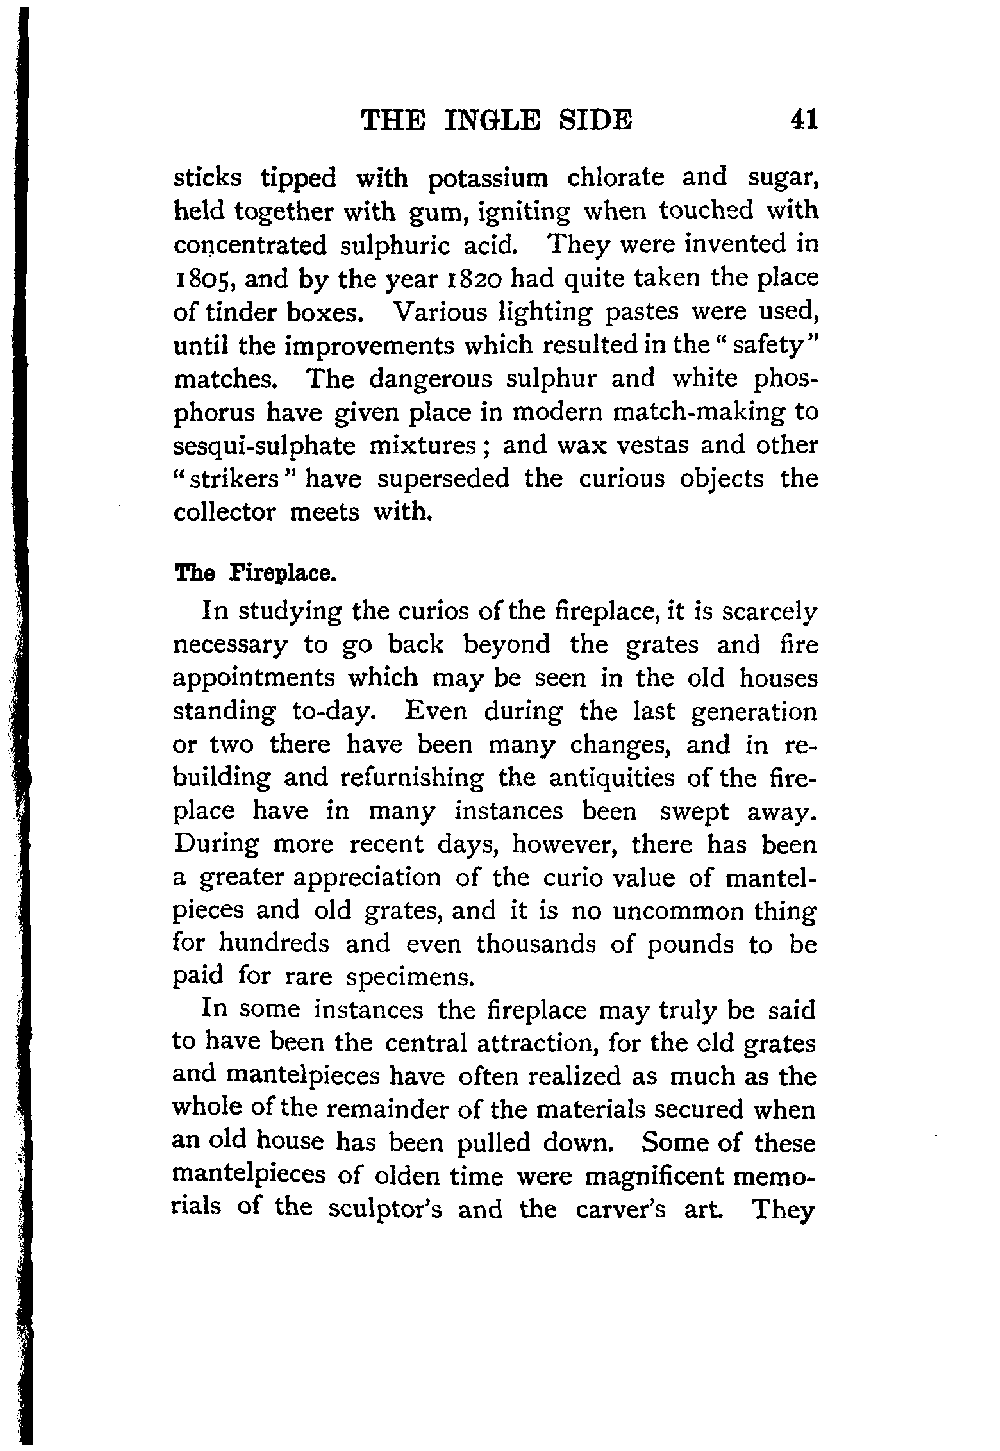 THE INGLE SIDE 41
sticks tipped with potassium chlorate and sugar,
held together with gum, igniting when touched with
concentrated sulphuric acid. They were invented in
1805, and by the year 1820 had quite taken the place
of tinder boxes. Various lighting pastes were used,
until the improvements which resulted in the “ safety”
matches. The dangerous sulphur and white phos-
phorus have given place in modern match-making to
sesqui-sulphate mixtures ; and wax vestas and other
“ strikers ” have superseded the curious objects the
collector meets with.
The Fireplace.
In studying the curios of the fireplace, it is scarcely
necessary to go back beyond the grates and fire
appointments which may be seen in the old houses
standing to-day. Even during the last generation
or two there have been many changes, and in re-
building and refurnishing the antiquities of the fire-
place have in many instances been swept away.
During more recent days, however, there has been
a greater appreciation of the curio value of mantel-
pieces and old grates, and it is no uncommon thing
for hundreds and even thousands of pounds to be
paid for rare specimens.
In some instances the fireplace may truly be said
to have been the central attraction, for the old grates
and mantelpieces have often realized as much as the
whole of the remainder of the materials secured when
an old house has been pulled down. Some of these
mantelpieces of olden time were magnificent memo-
rials of the sculptor’s and the carver’s art. They